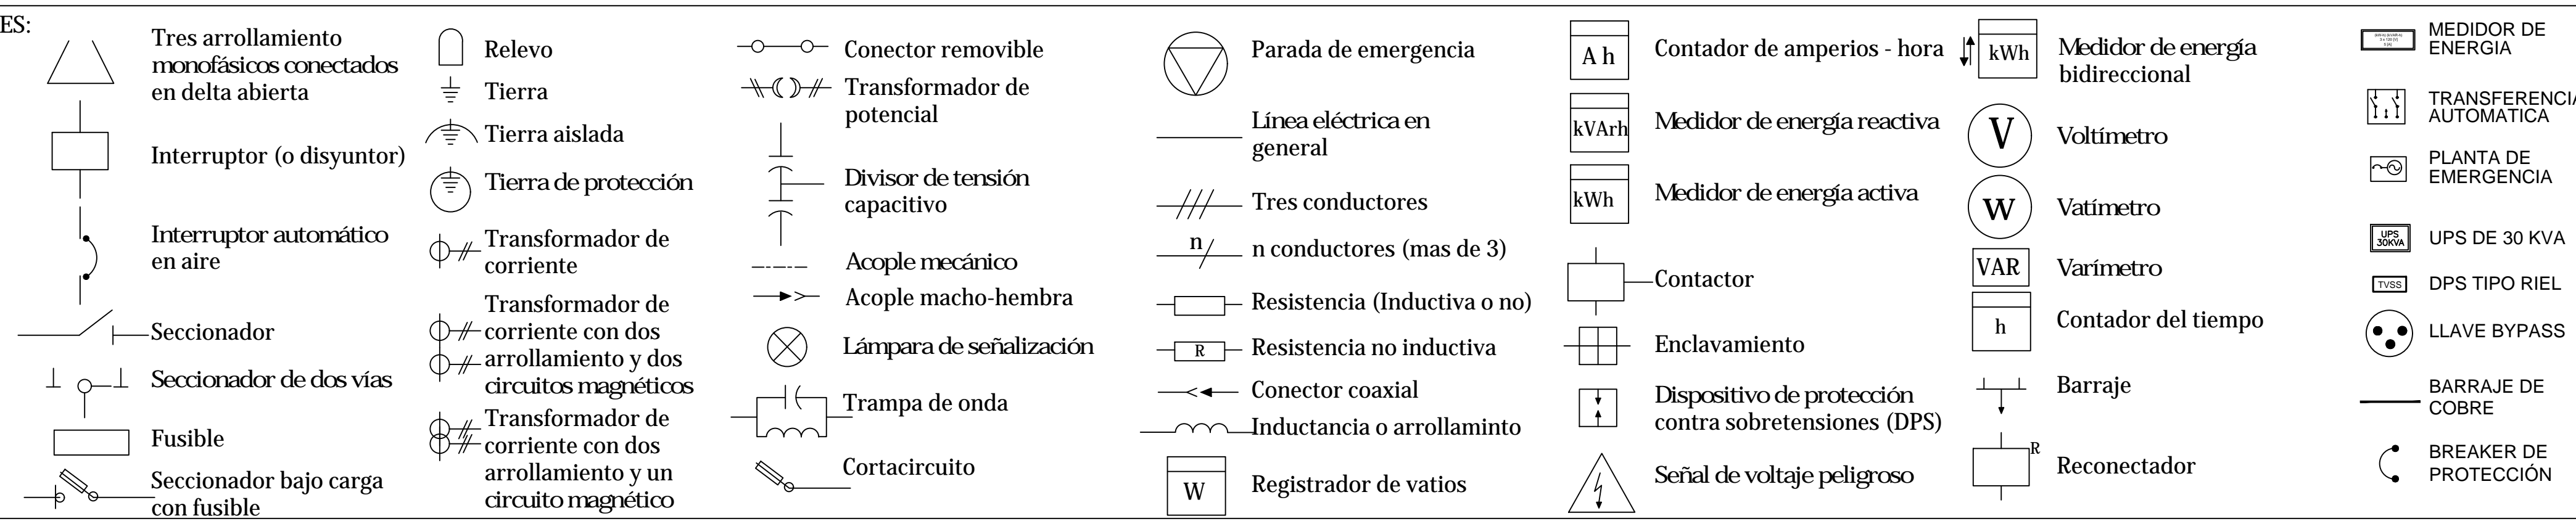 ES:
Tres arrollamiento
monofásicos conectados
en delta abierta
Interruptor (o disyuntor)
Interruptor automático
en aire
Seccionador
Seccionador de dos vías
Fusible
Seccionador bajo carga
con fusible
Relevo
Tierra
Tierra aislada
Tierra de protección
Transformador de
corriente
Transformador de
corriente con dos
arrollamiento y dos
circuitos magnéticos
Transformador de
corriente con dos
arrollamiento y un
circuito magnético
Conector removible
Transformador de
potencial
Divisor de tensión
capacitivo
Acople mecánico
Acople macho-hembra
Lámpara de señalización
Trampa de onda
Cortacircuito
Parada de emergencia
Línea eléctrica en
general
Tres conductores
n
n conductores (mas de 3)
Resistencia (Inductiva o no)
R
Resistencia no inductiva
Conector coaxial
Inductancia o arrollaminto
W
Registrador de vatios
A h
Contador de amperios - hora
kVArh
Medidor de energía reactiva
kWh
Medidor de energía activa
Contactor
Enclavamiento
Dispositivo de protección
contra sobretensiones (DPS)
Señal de voltaje peligroso
kWh
Medidor de energía
bidireccional
V
Voltímetro
W
Vatímetro
VAR
Varímetro
h
Contador del tiempo
Barraje
R
Reconectador
MEDIDOR DE
ENERGIA
TRANSFERENCIA
AUTOMATICA
PLANTA DE
EMERGENCIA
UPS
30KVA
UPS DE 30 KVA
TVSS
DPS TIPO RIEL
LLAVE BYPASS
BARRAJE DE
COBRE
BREAKER DE
PROTECCIÓN